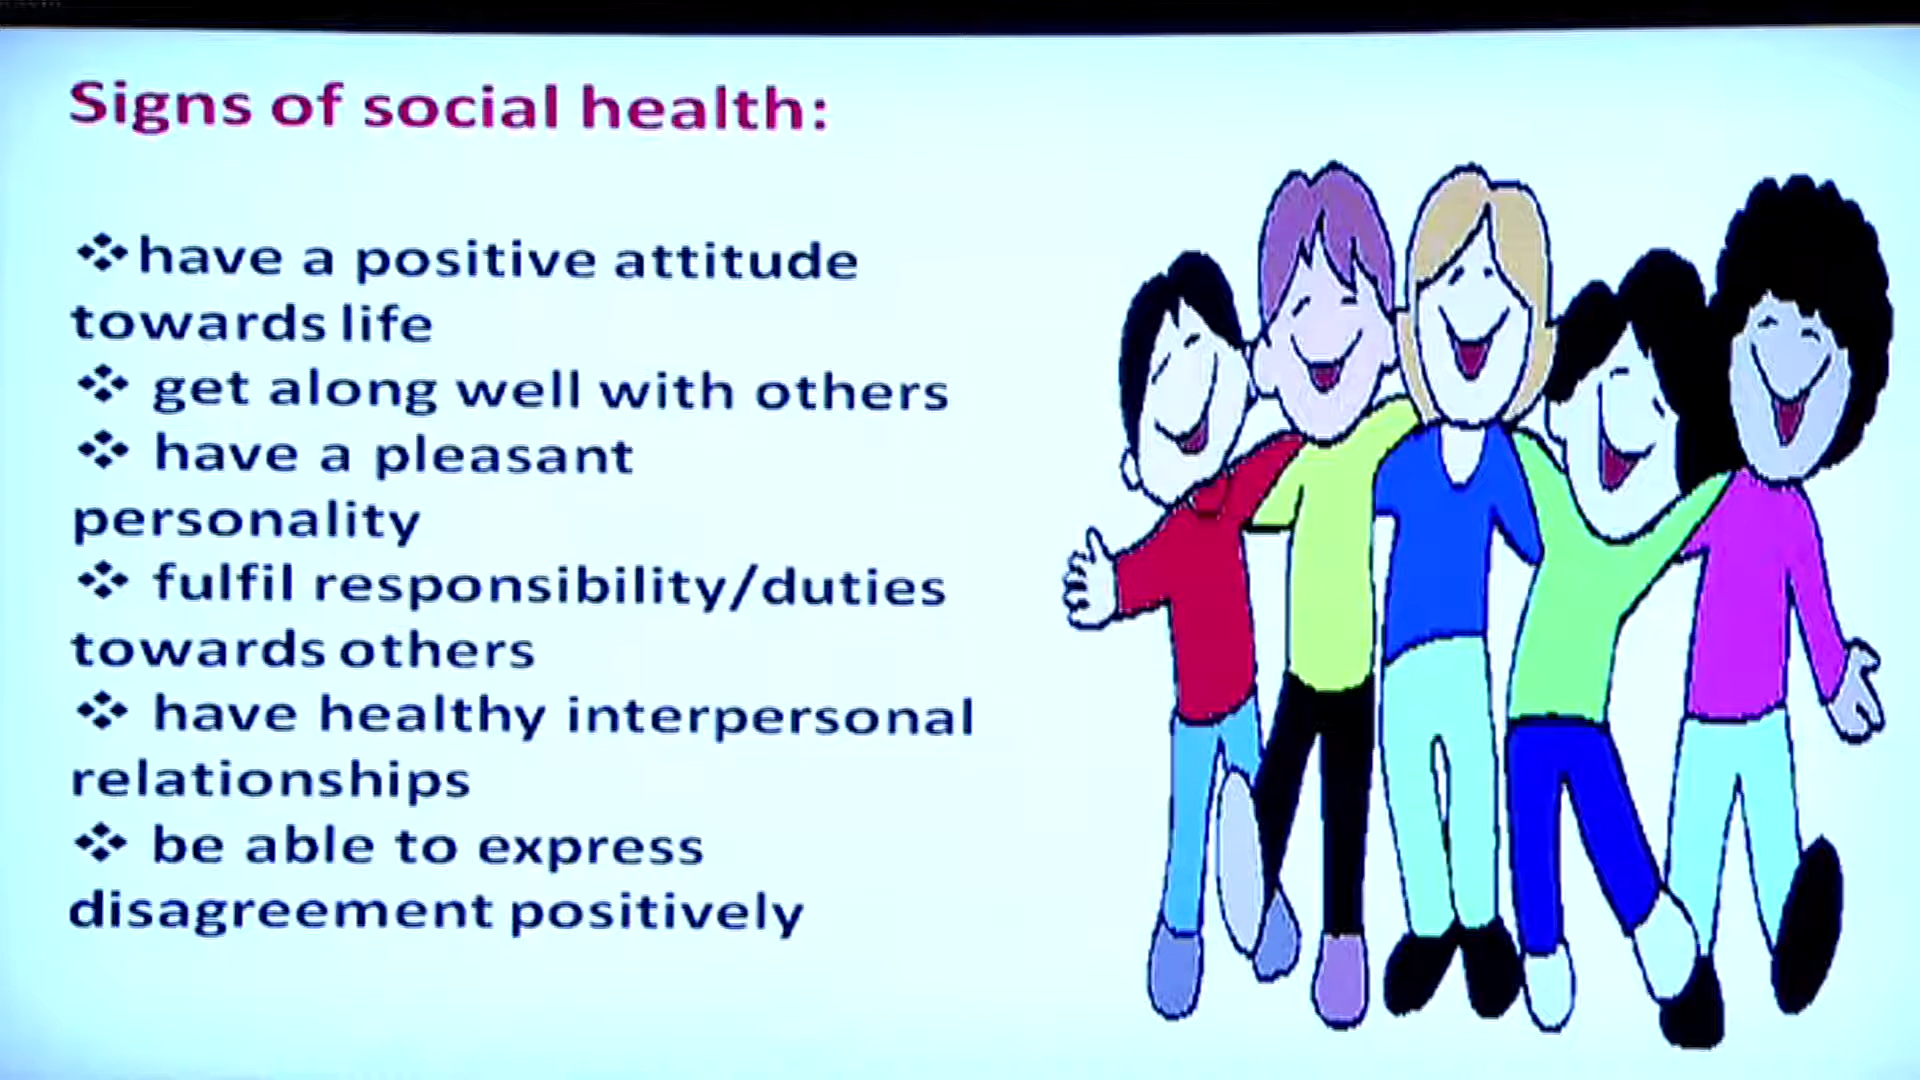 Signs of social health:
❖have a positive attitude
towards life
❖ get along well with others
❖ have a pleasant
personality
❖ fulfil responsibility/duties
towards others
❖ have healthy interpersonal
relationships
❖ be able to express
disagreement positively